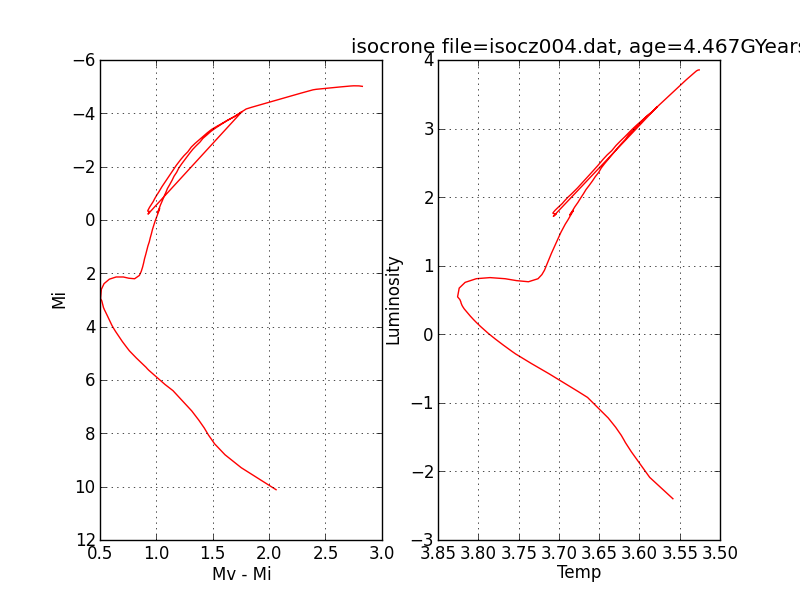 isocrone file=isocz004.dat, age=4.467GYears
−6
−4
−2
0
2
4
6
8
10
12
0.5 1.0 1.5 2.0 2.5 3.0
Mv - Mi
Mi
4
3
2
1
0
−1
−2
−3
3.85 3.80 3.75 3.70 3.65 3.60 3.55 3.50
Temp
Luminosity